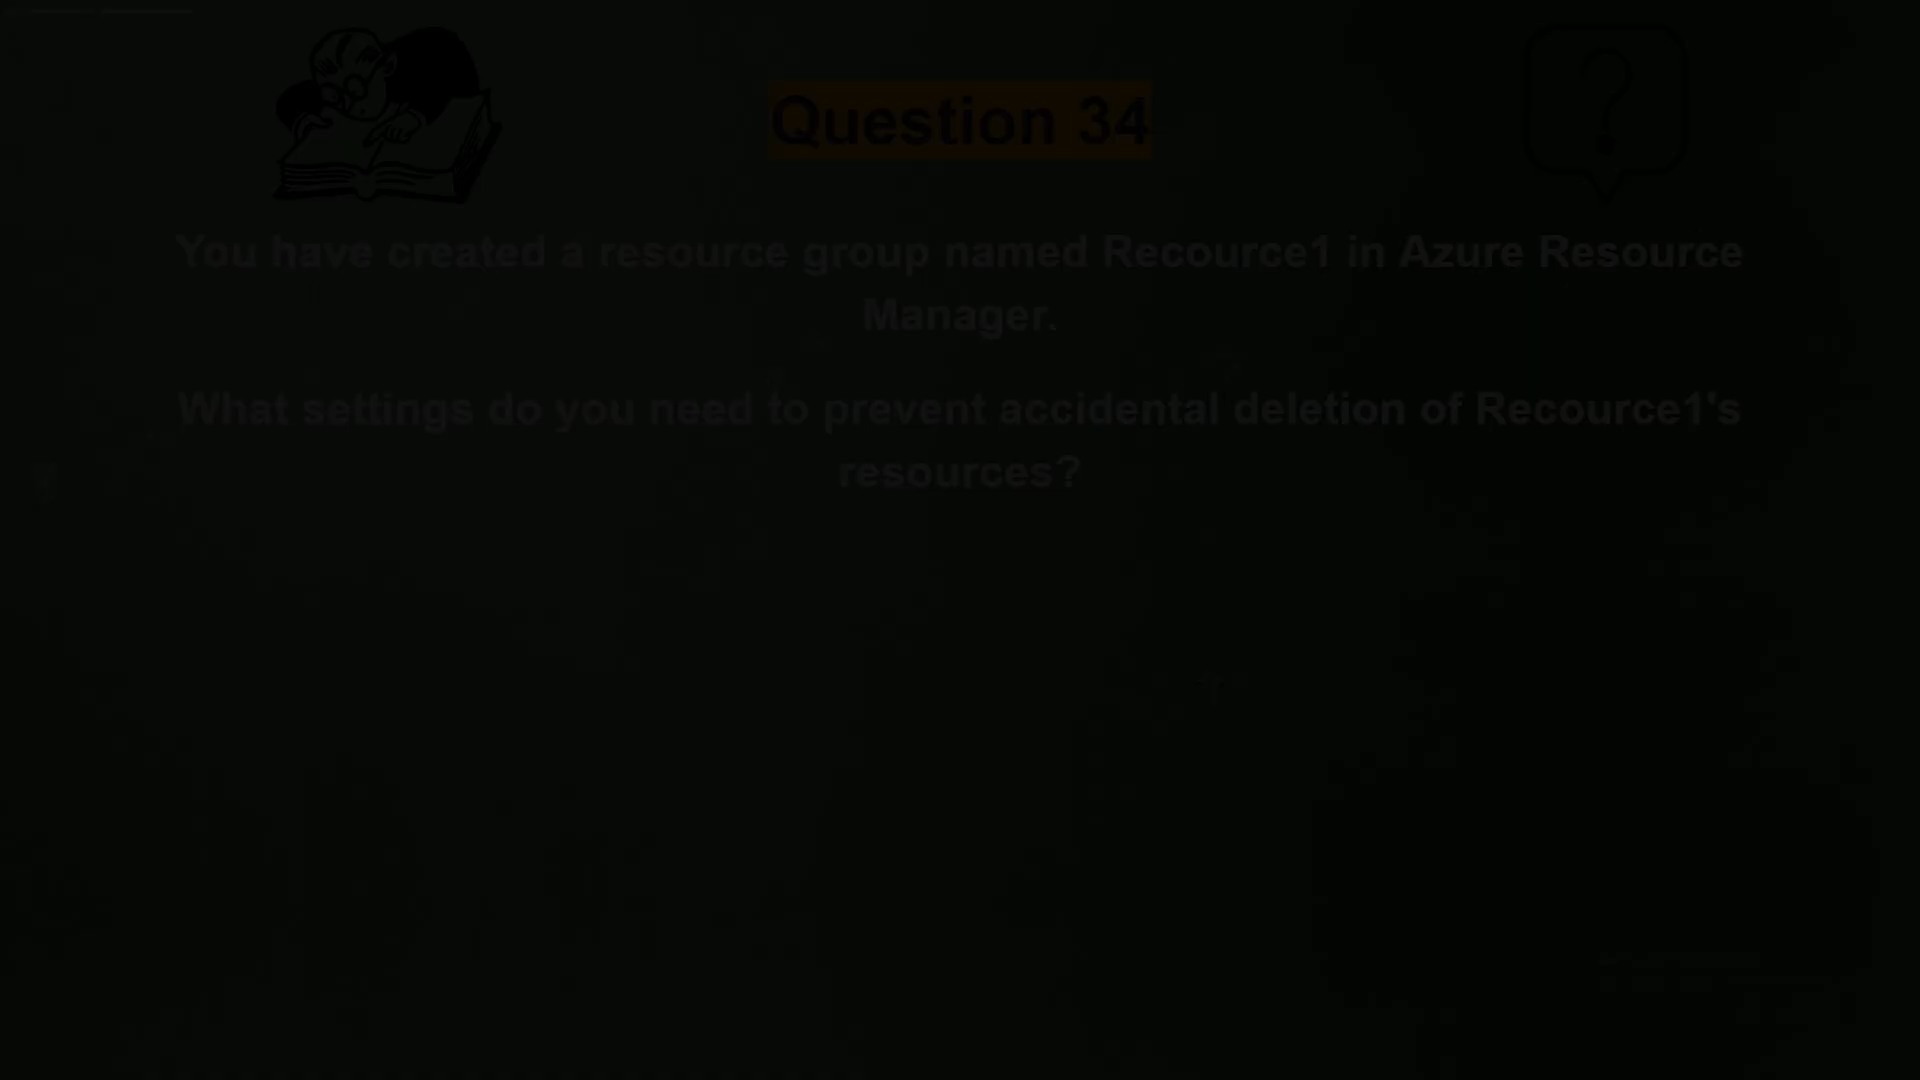 Question 34
You have created a resource group named Recource1 in Azure Resource
Manager.
What settings do you need to prevent accidental deletion of Recource1's
resources?